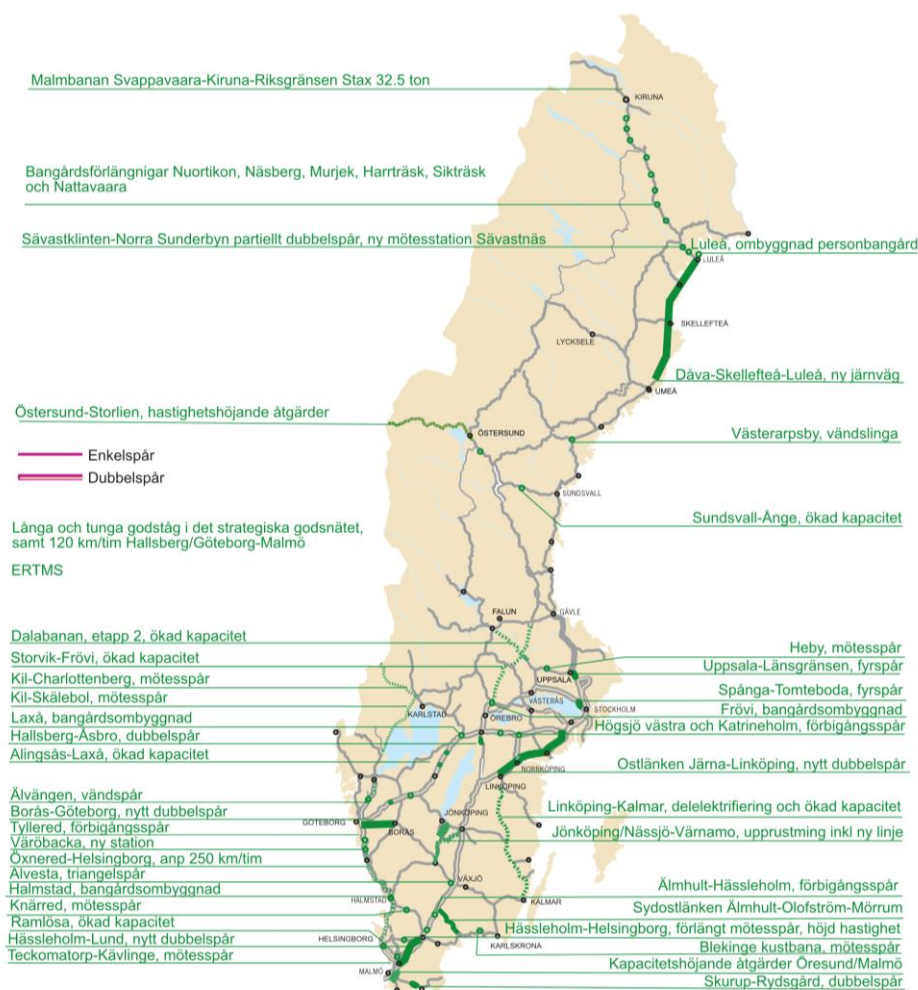 Malmbanan Svappavaara-Kiruna-Riksgränsen Stax 32.5 ton
KIRUNA
Bangårdsförlängnigar Nuortikon, Näsberg, Murjek, Harrträsk, Sikträsk
och Nattavaara
Sävastklinten-Norra Sunderbyn partiellt dubbelspår, ny mötesstation Sävastnäs
Luleå, ombyggnad personbangård
LULEÅ
SKELLEFTEÅ
LYCKSELE
Dåva-Skellefteå-Luleå, ny järnväg
UMEÅ
Östersund-Storlien, hastighetshöjande åtgärder
ÖSTERSUND
Västerarpsby, vändslinga
Enkelspår
Dubbelspår
SUNDSVALL
Sundsvall-Ånge, ökad kapacitet
Långa och tunga godståg i det strategiska godsnätet,
samt 120 km/tim Hallsberg/Göteborg-Malmö
ERTMS
FALUN
GÄVLE
Dalabanan, etapp 2, ökad kapacitet
Storvik-Frövi, ökad kapacitet
Kil-Charlottenberg, mötesspår
Kil-Skälebol, mötesspår
Laxå, bangårdsombyggnad
Hallsberg-Åsbro, dubbelspår
Alingsås-Laxå, ökad kapacitet
Heby, mötesspår
Uppsala-Länsgränsen, fyrspår
UPPSALA
Spånga-Tomteboda, fyrspår
VÄSTERÅS
STOCKHOLM
Frövi, bangårdsombyggnad
KARLSTAD
ÖREBRO
Högsjö västra och Katrineholm, förbigångsspår
Ostlänken Järna-Linköping, nytt dubbelspår
NORRKÖPING
LINKÖPING
Älvängen, vändspår
Borås-Göteborg, nytt dubbelspår
Tyllered, förbigångsspår
Väröbacka, ny station
Öxnered-Helsingborg, anp 250 km/tim
Alvesta, triangelspår
Halmstad, bangårdsombyggnad
Knäred, mötesspår
Ramlösa, ökad kapacitet
Hässleholm-Lund, nytt dubbelspår
Teckomatorp-Kävlinge, mötesspår
GÖTEBORG
BORÅS
JÖNKÖPING
Linköping-Kalmar, delelektrifiering och ökad kapacitet
Jönköping/Nässjö-Värnamo, upprustming inkl ny linje
VÄXJÖ
HALMSTAD
KALMAR
Älmhult-Hässleholm, förbigångsspår
Sydostlänken Älmhult-Olofström-Mörrum
Hässleholm-Helsingborg, förlängt mötesspår, höjd hastighet
HELSINGBORG
KARLSKRONA
Blekinge kustbana, mötesspår
Kapacitetshöjande åtgärder Öresund/Malmö
MALMÖ
Skurup-Rydsgård, dubbelspår